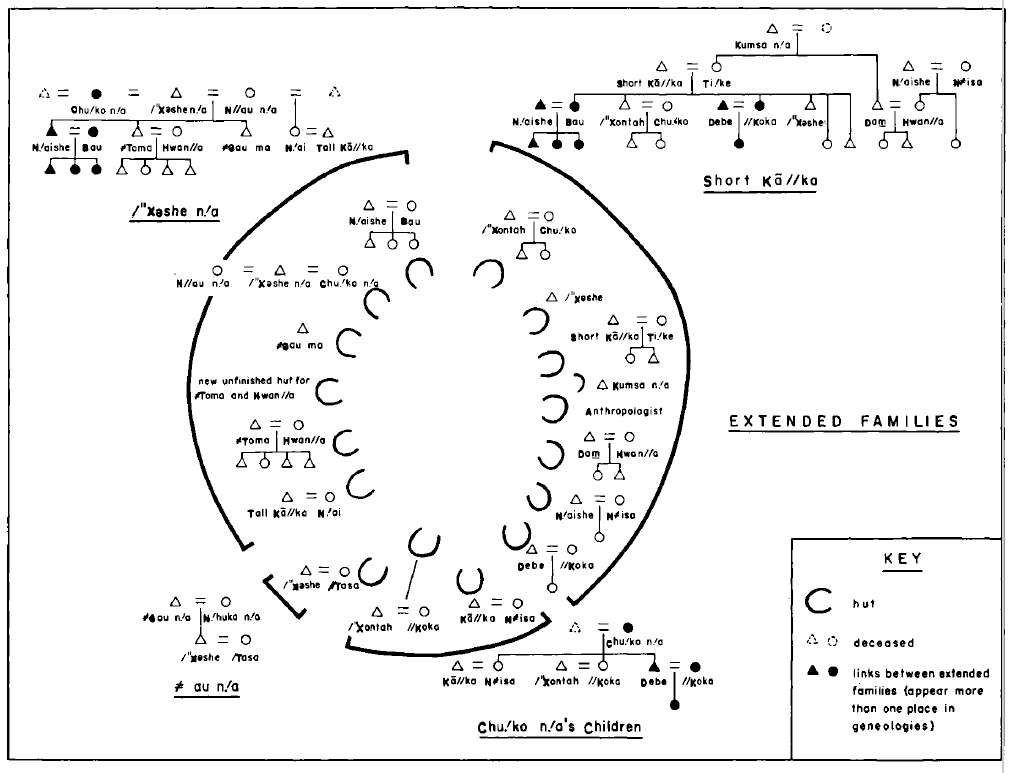 Kumsa n/a
Short Kā//ka Ti/ke
N.'aishe N≠isa
N.'aishe Bau /"Xontah Chu.'ko Debe //Koka /"Xashe Dam Hwan//a
Short Kā//ka
Chu/ko n/a /"Xashe n/a N//au n/a
N.'aishe Bau ≠Toma Hwan//a ≠Gau ma N.'ai Tall Kā//ka
/"Xǝshe n.'/a
N.'aishe Bau
/"Xontah Chu.'ko
N//au n/a /"Xǝshe n/a Chu.'ko n/a
/"Xǝshe
≠Gau ma
Short Kā//ka Ti/ke
new unfinished hut for
≠Toma and Hwan//a
Kumsa n/a
Anthropologist
≠Toma Hwan//a
Dam Hwan//a
Tall Kā//ka N.'ai
N.'aishe N≠isa
Debe //Koka
/"Xǝshe /Tasa
/"Xontah //Koka
Kā//ka N≠isa
≠Gau n/a N.'huka n/a
/"Xǝshe /Tasa
≠ au n.'/a
Chu.'ko n/a
Kā//ka N≠isa /"Xontah //Koka Debe //Koka
Chu.'ko n.'/a's Children
EXTENDED FAMILIES
KEY
hut
deceased
links between extended
families (appear more
than one place in
geneologies)